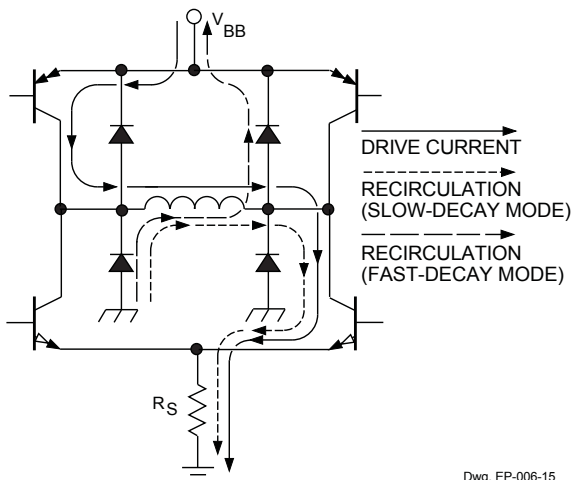 V
BB
DRIVE CURRENT
RECIRCULATION
(SLOW-DECAY MODE)
RECIRCULATION
(FAST-DECAY MODE)
R
S
Dwg. EP-006-15